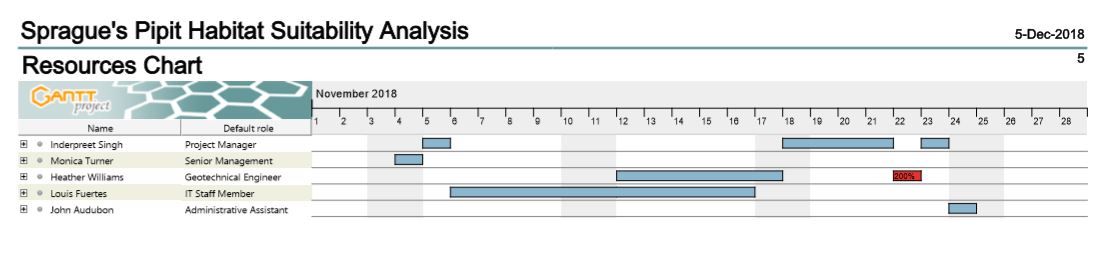 Sprague's Pipit Habitat Suitability Analysis
5-Dec-2018
Resources Chart
5
GANTT
project
November 2018
Name Default role
1 2 3 4 5 6 7 8 9 10 11 12 13 14 15 16 17 18 19 20 21 22 23 24 25 26 27 28
Inderpreet Singh Project Manager
Monica Turner Senior Management
Heather Williams Geotechnical Engineer 200%
Louis Fuertes IT Staff Member
John Audubon Administrative Assistant